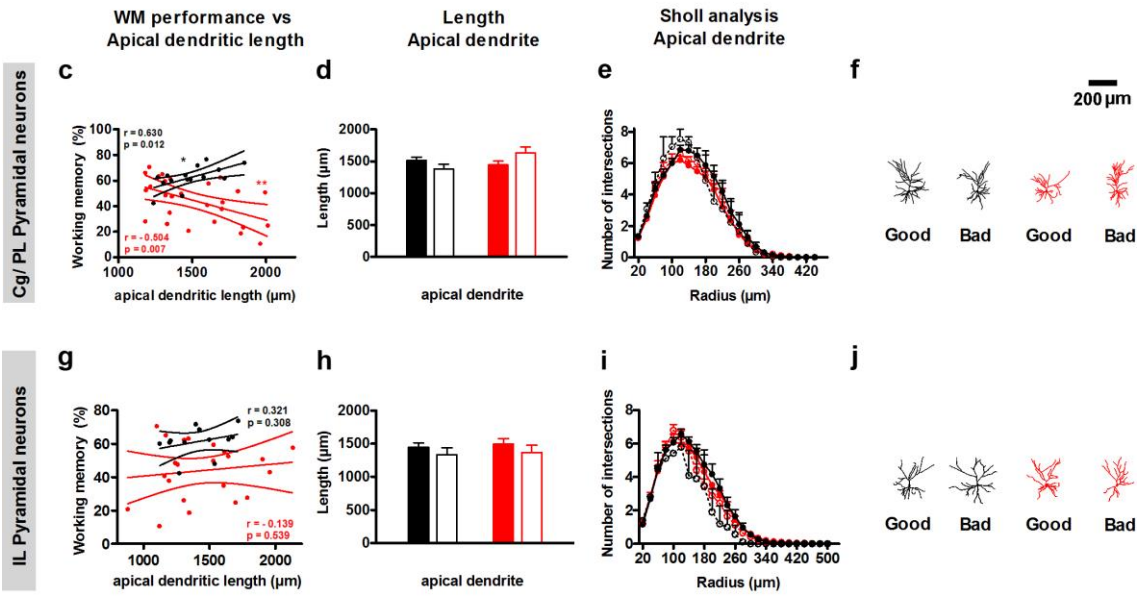 WM performance vs
Apical dendritic length
Length
Apical dendrite
Sholl analysis
Apical dendrite
Cg/ PL Pyramidal neurons
c
Working memory (%)
100
80
60
40
20
0
r = 0.630
p = 0.012
*
**
r = - 0.504
p = 0.007
1000 1500 2000
apical dendritic length (µm)
d
Length (µm)
2000
1500
1000
500
0
apical dendrite
e
Number of intersections
8
6
4
2
0
20 100 180 260 340 420
Radius (µm)
f
200 µm
Good Bad Good Bad
IL Pyramidal neurons
g
Working memory (%)
80
60
40
20
0
r = 0.321
p = 0.308
r = - 0.139
p = 0.539
1000 1500 2000
apical dendritic length (µm)
h
Length (µm)
2000
1500
1000
500
0
apical dendrite
i
Number of intersections
8
6
4
2
0
20 100 180 260 340 420 500
Radius (µm)
j
Good Bad Good Bad